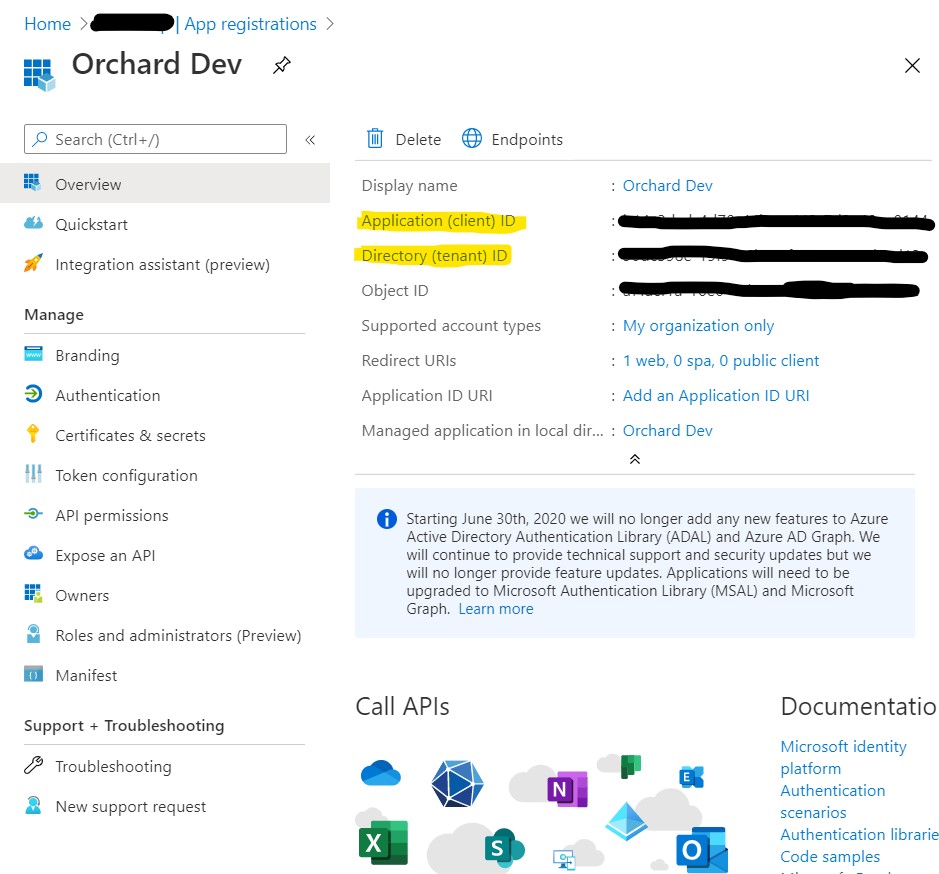 Home > | App registrations >
Orchard Dev
Search (Ctrl+/) «
Overview
Quickstart
Integration assistant (preview)
Manage
Branding
Authentication
Certificates & secrets
Token configuration
API permissions
Expose an API
Owners
Roles and administrators (Preview)
Manifest
Support + Troubleshooting
Troubleshooting
New support request
Delete Endpoints
Display name : Orchard Dev
Application (client) ID :
Directory (tenant) ID :
Object ID :
Supported account types : My organization only
Redirect URIs : 1 web, 0 spa, 0 public client
Application ID URI : Add an Application ID URI
Managed application in local dir... : Orchard Dev
Starting June 30th, 2020 we will no longer add any new features to Azure
Active Directory Authentication Library (ADAL) and Azure AD Graph. We
will continue to provide technical support and security updates but we
will no longer provide feature updates. Applications will need to be
upgraded to Microsoft Authentication Library (MSAL) and Microsoft
Graph. Learn more
Call APIs
N
E
X
S
O
Documentatio
Microsoft identity
platform
Authentication
scenarios
Authentication librarie
Code samples